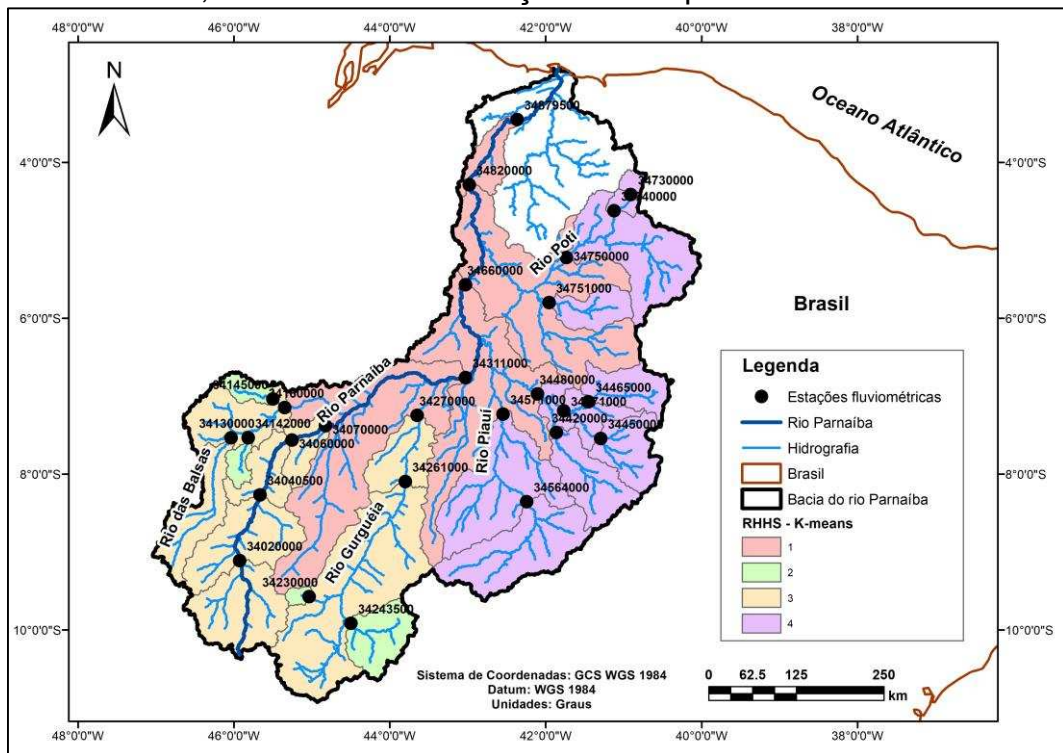 48°0'0"W 46°0'0"W 44°0'0"W 42°0'0"W 40°0'0"W 38°0'0"W
N
Oceano Atlântico
4°0'0"S
4°0'0"S
34879500
34820000
34730000
Rio Poti
34750000
34660000
34751000
6°0'0"S
6°0'0"S
Brasil
Legenda
Estações fluviométricas
Rio Parnaíba
Hidrografia
Brasil
Bacia do rio Parnaíba
RHHS - K-means
1
2
3
4
34311000
34145000
Rio Parnaíba
34270000
34480000
34465000
34571000
34420000
34450000
34130000
34142000
34070000
34060000
Rio Piauí
8°0'0"S
8°0'0"S
34261000
34040500
34564000
Rio das Balsas
Rio Gurguéia
34020000
34230000
34243500
10°0'0"S
10°0'0"S
Sistema de Coordenadas: GCS WGS 1984
Datum: WGS 1984
Unidades: Graus
0 62.5 125 250
km
48°0'0"W 46°0'0"W 44°0'0"W 42°0'0"W 40°0'0"W 38°0'0"W